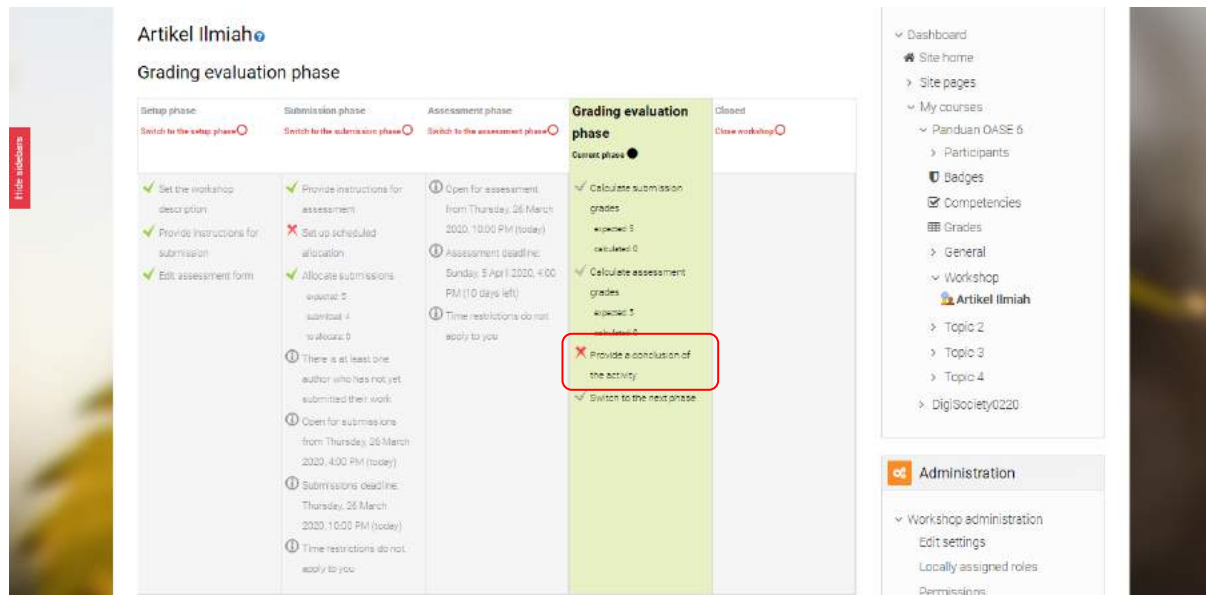 Artikel Ilmiah
Grading evaluation phase
Setup phase
Switch to the setup phase
Submission phase
Switch to the submission phase
Assessment phase
Switch to the assessment phase
Grading evaluation
phase
Current phase
Closed
Close workshop
Set the workshop
description
Provide instructions for
submission
Edit assessment form
Provide instructions for
assessment
Set up scheduled
allocation
Allocate submissions
expected: 5
submitted: 4
to allocate: 0
There is at least one
author who has not yet
submitted their work
Open for submissions
from Thursday, 26 March
2020, 4:00 PM (today)
Submissions deadline:
Thursday, 26 March
2020, 10:00 PM (today)
Time restrictions do not
apply to you
Open for assessment
from Thursday, 26 March
2020, 10:00 PM (today)
Assessment deadline:
Sunday, 5 April 2020, 4:00
PM (10 days left)
Time restrictions do not
apply to you
Calculate submission
grades
expected: 5
calculated: 0
Calculate assessment
grades
expected: 5
calculated: 0
Provide a conclusion of
the activity
Switch to the next phase
Hide sidebars
Dashboard
Site home
Site pages
My courses
Panduan OASE 6
Participants
Badges
Competencies
Grades
General
Workshop
Artikel Ilmiah
Topic 2
Topic 3
Topic 4
DigiSociety0220
Administration
Workshop administration
Edit settings
Locally assigned roles
Permissions